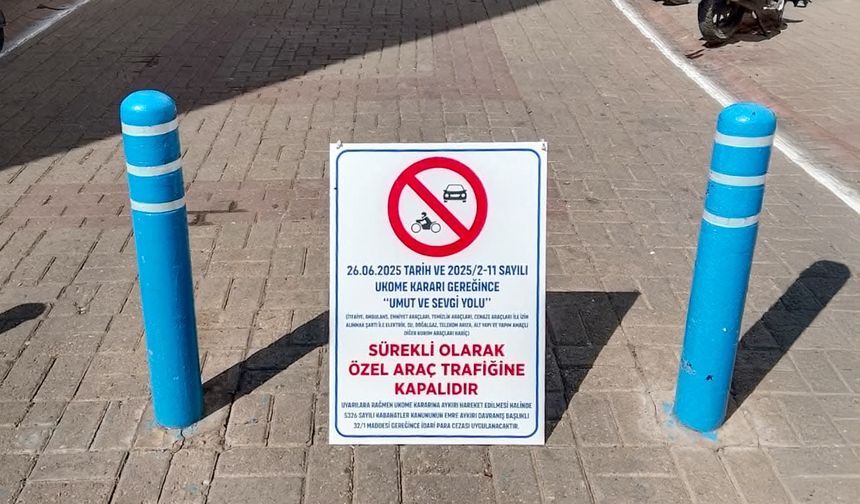 26.06.2025 TARİH VE 2025/2-11 SAYILI
UKOME KARARI GEREĞİNCE
"UMUT VE SEVGİ YOLU"
(İTFAİYE, AMBULANS, EMNİYET ARAÇLARI, TEMİZLİK ARAÇLARI, CENAZE ARAÇLARI İLE İZİN
ALINMAK ŞARTI İLE ELEKTRİK, SU, DOĞALGAZ, TELEKOM ARIZA, ALT YAPI VE YAPIM AMAÇLI
DİĞER KURUM ARAÇLARI HARİÇ)
SÜREKLİ OLARAK
ÖZEL ARAÇ TRAFİĞİNE
KAPALIDIR
UYARILARA RAĞMEN UKOME KARARINA AYKIRI HAREKET EDİLMESİ HALİNDE
5326 SAYILI KABAHATLER KANUNUNUN EMRE AYKIRI DAVRANIŞ BAŞLIKLI
32/1 MADDESİ GEREĞİNCE İDARİ PARA CEZASI UYGULANACAKTIR.